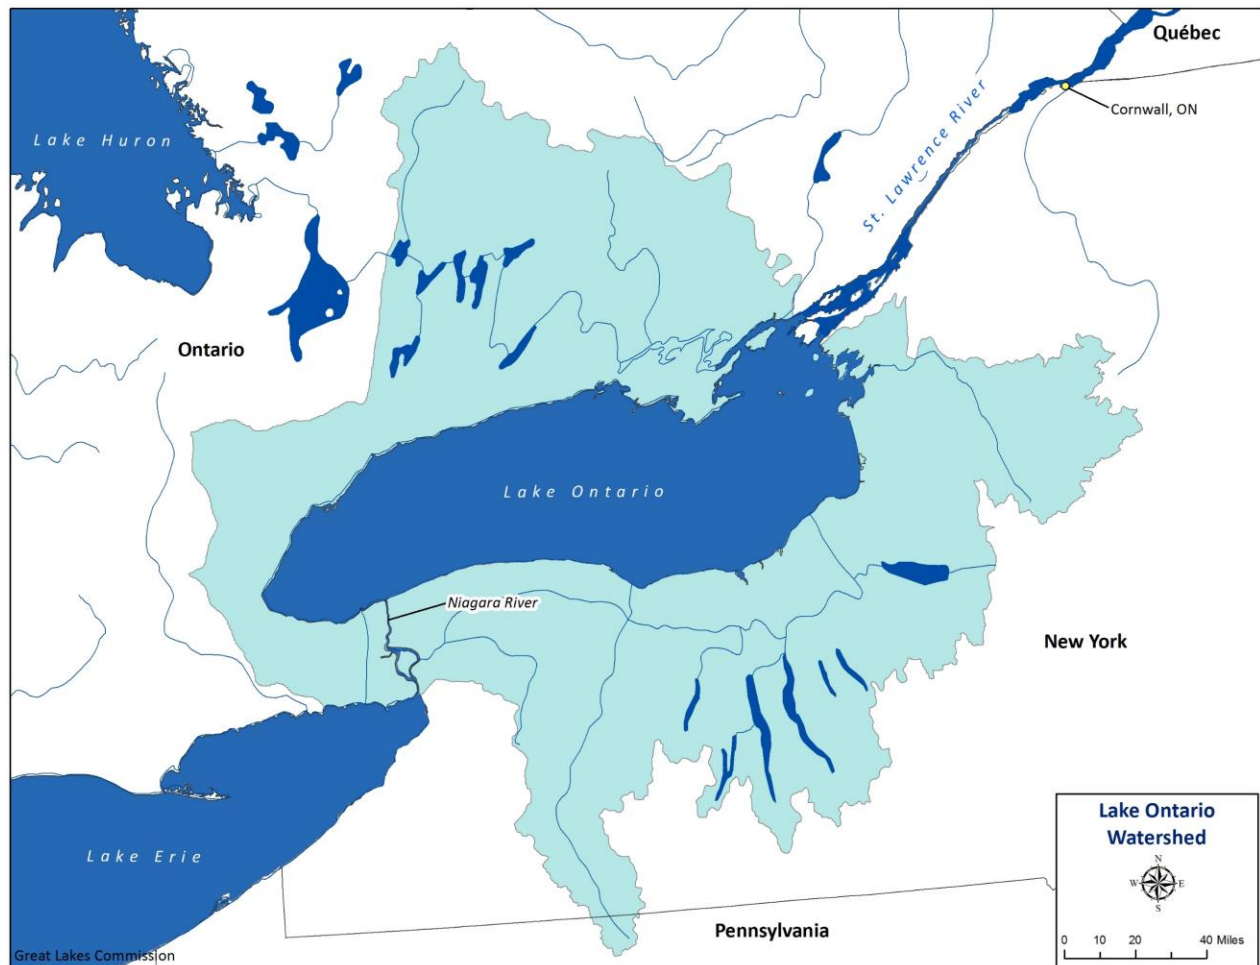 Québec
Cornwall, ON
St. Lawrence River
Lake Huron
Ontario
Lake Ontario
Niagara River
New York
Lake Erie
Pennsylvania
Great Lakes Commission
Lake Ontario
Watershed
N
W E
S
0 10 20 40 Miles